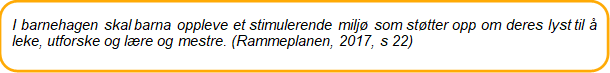 I barnehagen skal barna oppleve et stimulerende miljø som støtter opp om deres lyst til å
leke, utforske og lære og mestre. (Rammeplanen, 2017, s 22)